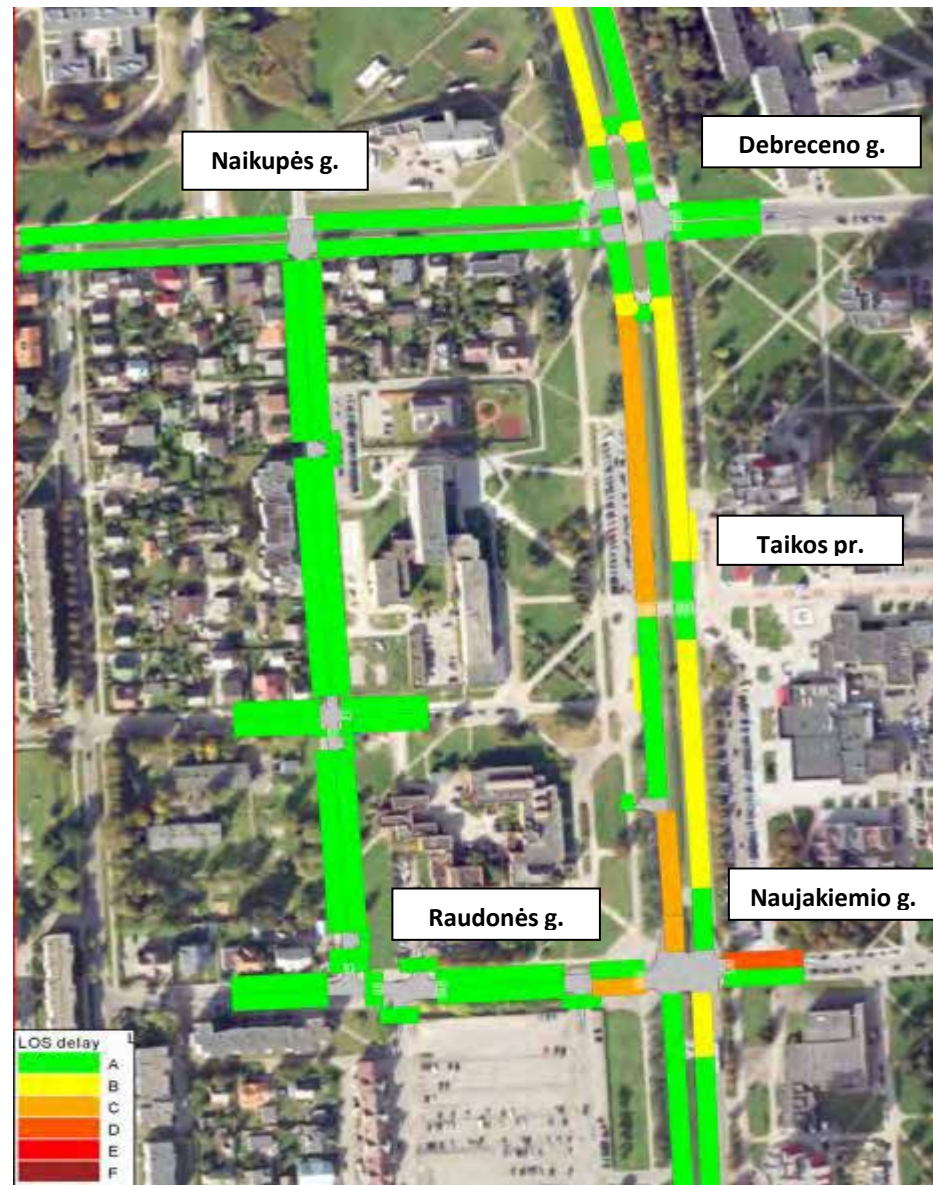 Debreceno g.
Naikupės g.
Taikos pr.
Naujakiemio g.
Raudonės g.
LOS delay
A
B
C
D
E
F